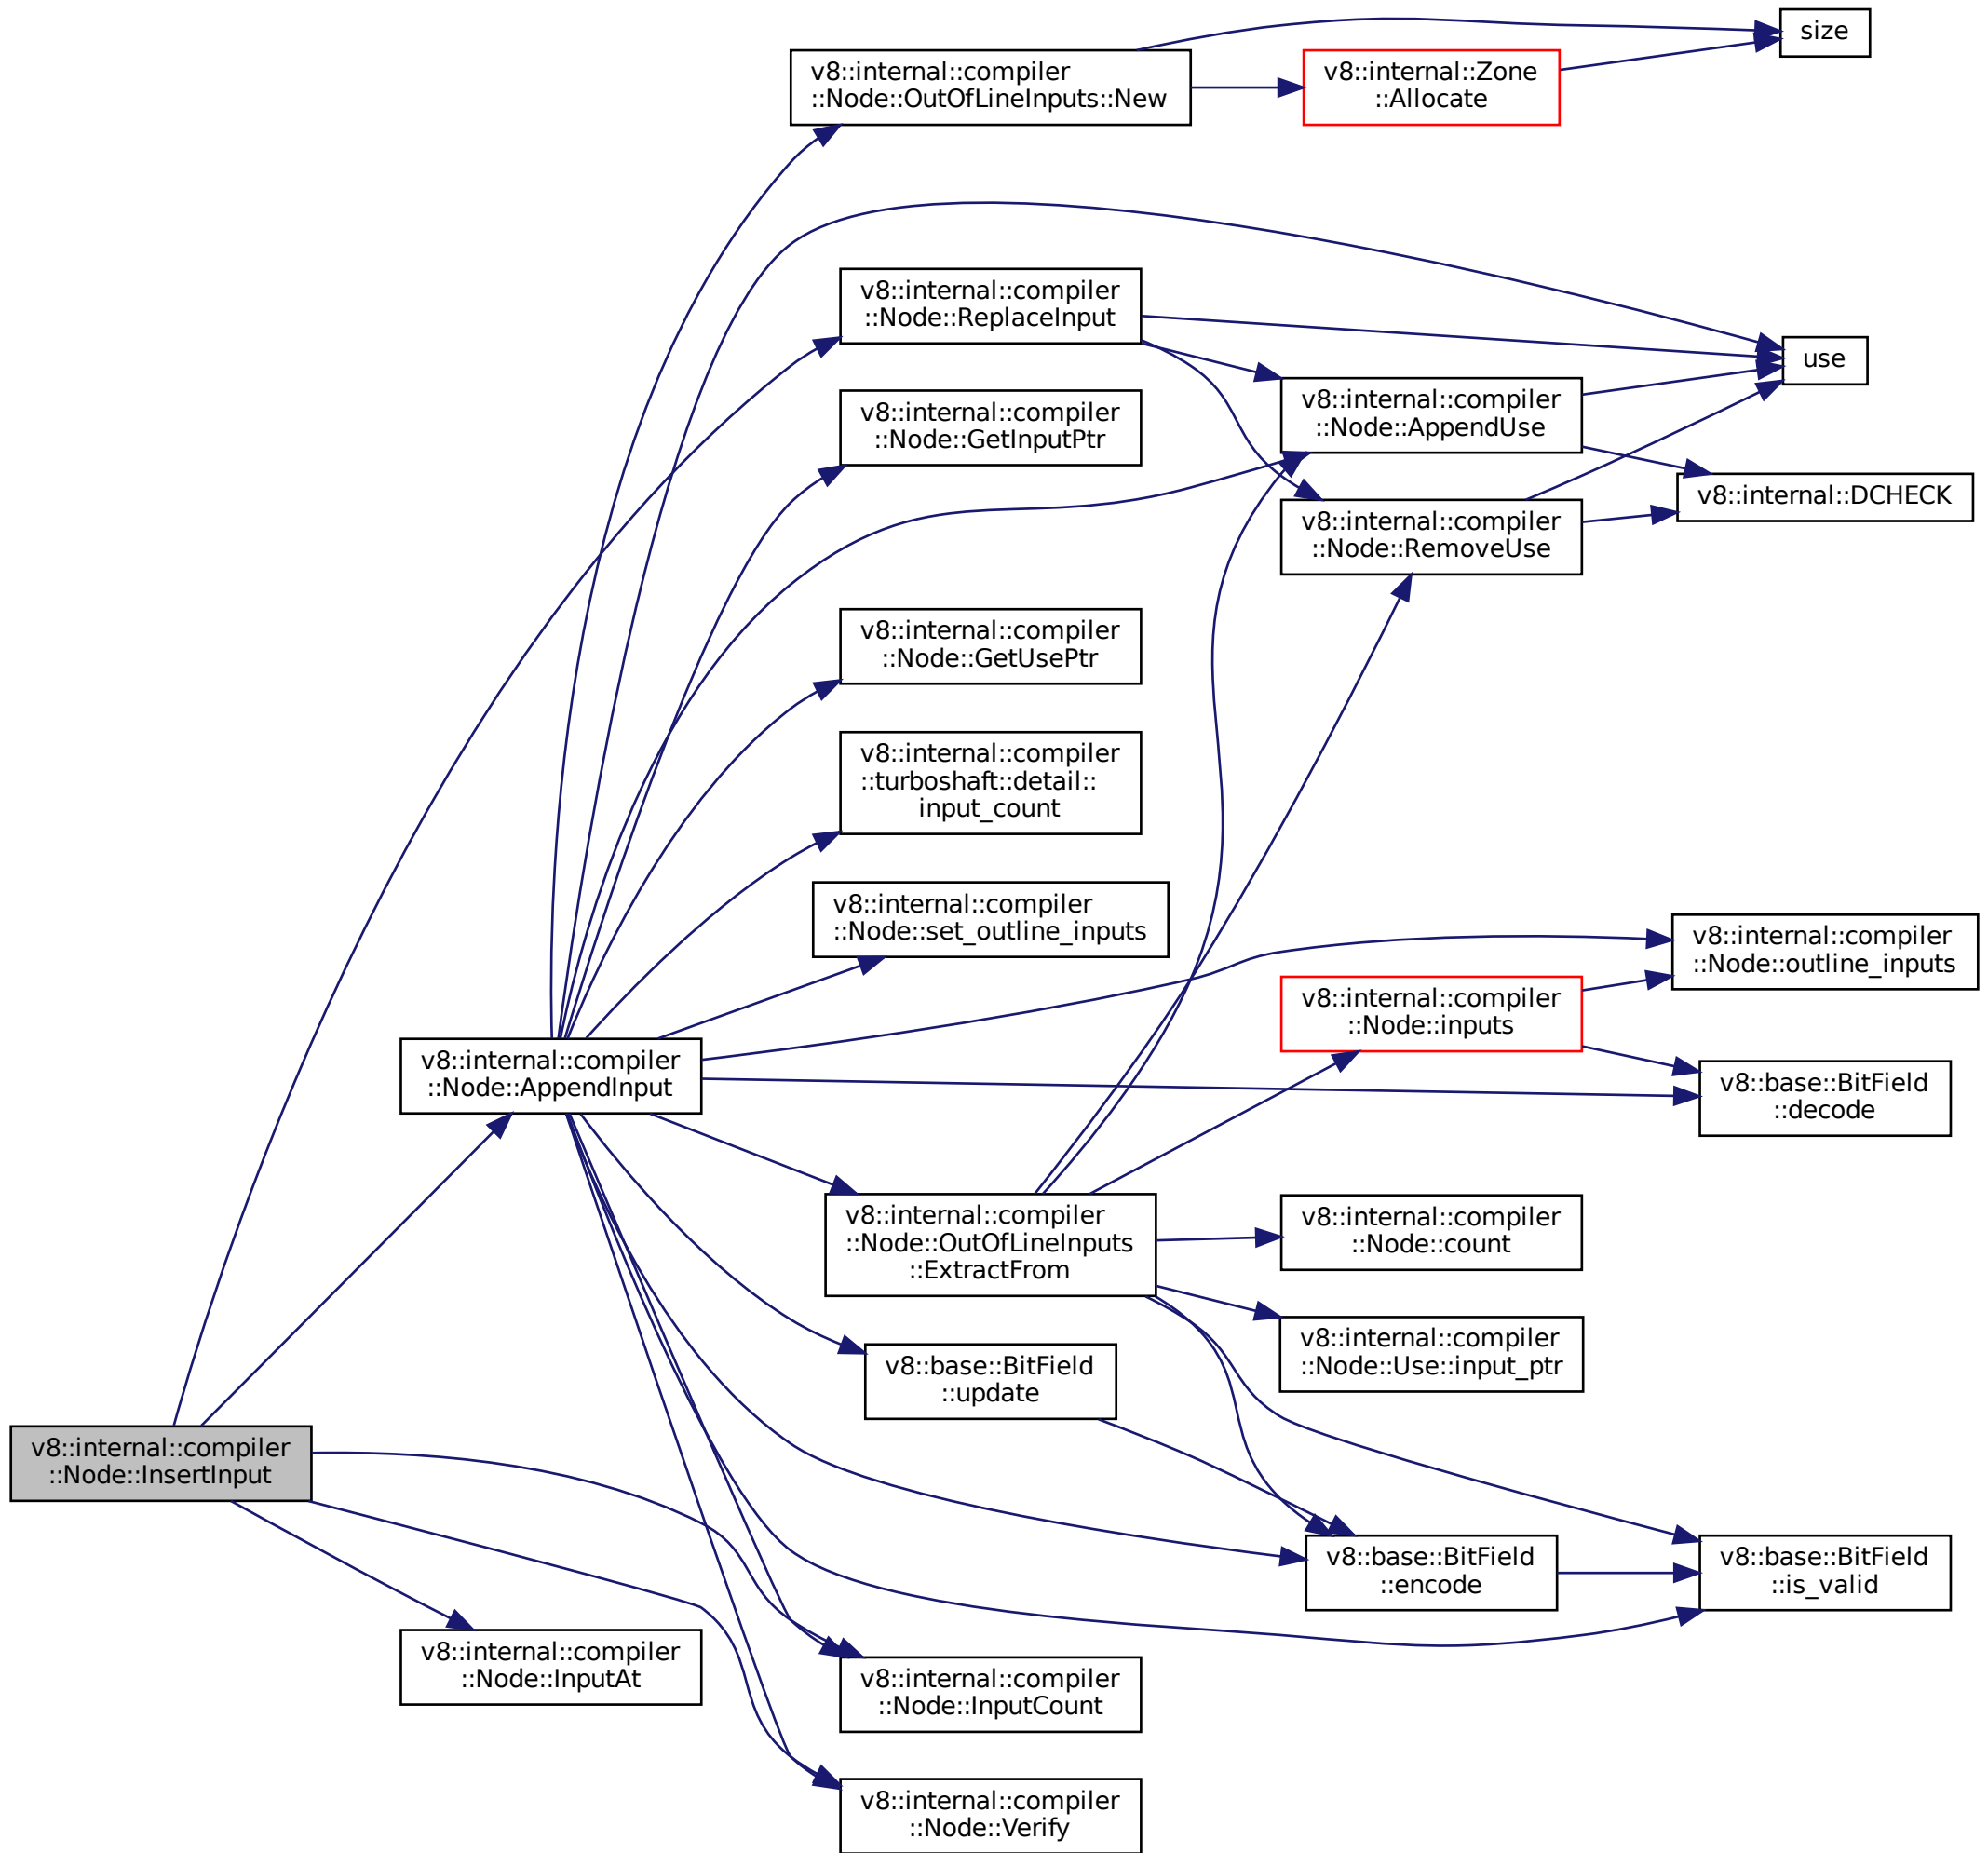 size
v8::internal::compiler
::Node::OutOfLineInputs::New
v8::internal::Zone
::Allocate
v8::internal::compiler
::Node::ReplaceInput
use
v8::internal::compiler
::Node::AppendUse
v8::internal::compiler
::Node::GetInputPtr
v8::internal::DCHECK
v8::internal::compiler
::Node::RemoveUse
v8::internal::compiler
::Node::GetUsePtr
v8::internal::compiler
::turboshaft::detail::
input_count
v8::internal::compiler
::Node::set_outline_inputs
v8::internal::compiler
::Node::outline_inputs
v8::internal::compiler
::Node::inputs
v8::internal::compiler
::Node::AppendInput
v8::base::BitField
::decode
v8::internal::compiler
::Node::OutOfLineInputs
::ExtractFrom
v8::internal::compiler
::Node::count
v8::internal::compiler
::Node::Use::input_ptr
v8::base::BitField
::update
v8::internal::compiler
::Node::InsertInput
v8::base::BitField
::encode
v8::base::BitField
::is_valid
v8::internal::compiler
::Node::InputAt
v8::internal::compiler
::Node::InputCount
v8::internal::compiler
::Node::Verify